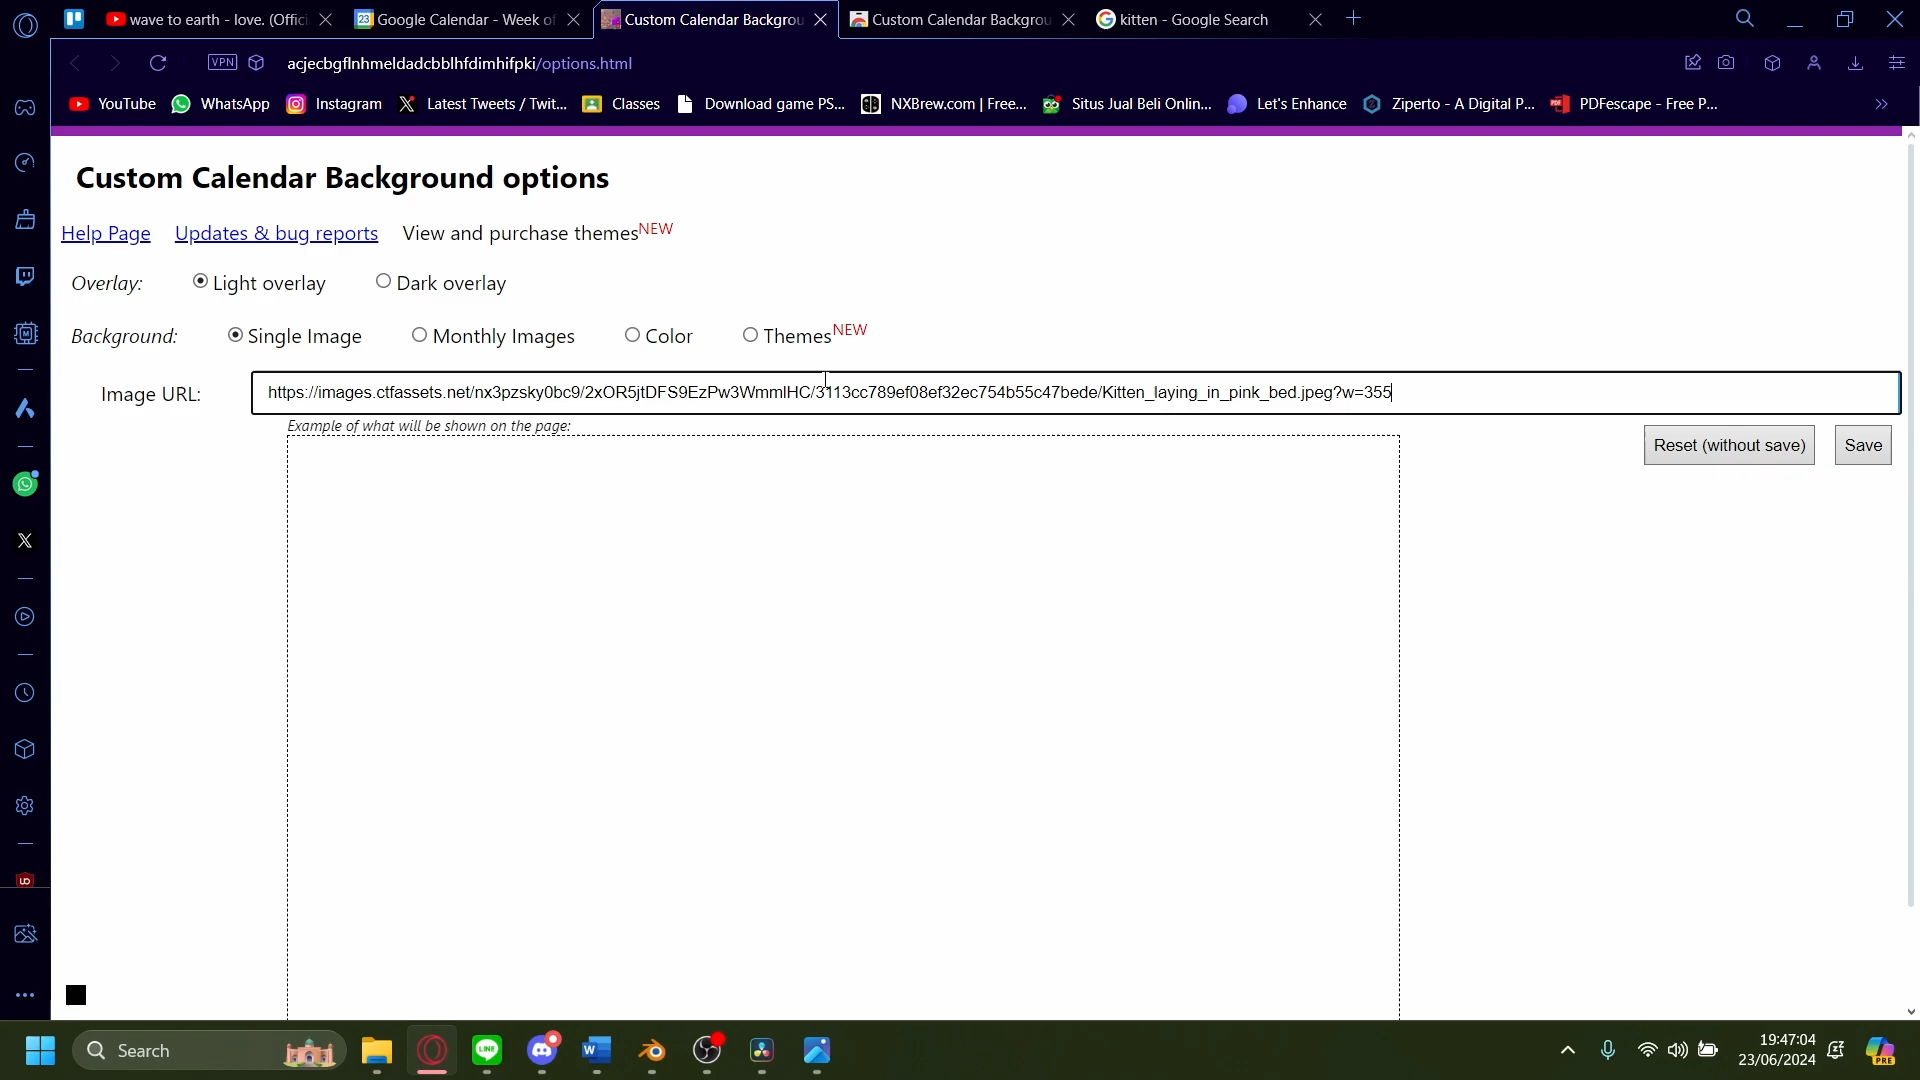 wave to earth - love. (Offici
Google Calendar - Week of
Custom Calendar Backgrou
Custom Calendar Backgrou
kitten - Google Search
VPN
acjecbgflnhmeldadcbblhfdimhifpki/options.html
YouTube
WhatsApp
Instagram
Latest Tweets / Twit...
Classes
Download game PS...
NXBrew.com | Free...
Situs Jual Beli Onlin...
Let's Enhance
Ziperto - A Digital P...
PDFescape - Free P...
Custom Calendar Background options
Help Page Updates & bug reports View and purchase themes NEW
Overlay: Light overlay Dark overlay
Background: Single Image Monthly Images Color Themes NEW
Image URL: https://images.ctfassets.net/nx3pzsky0bc9/2xOR5jtDFS9EzPw3WmmlHC/3113cc789ef08ef32ec754b55c47bede/Kitten_laying_in_pink_bed.jpeg?w=355
Example of what will be shown on the page:
Reset (without save) Save
Search
19:47:04
23/06/2024